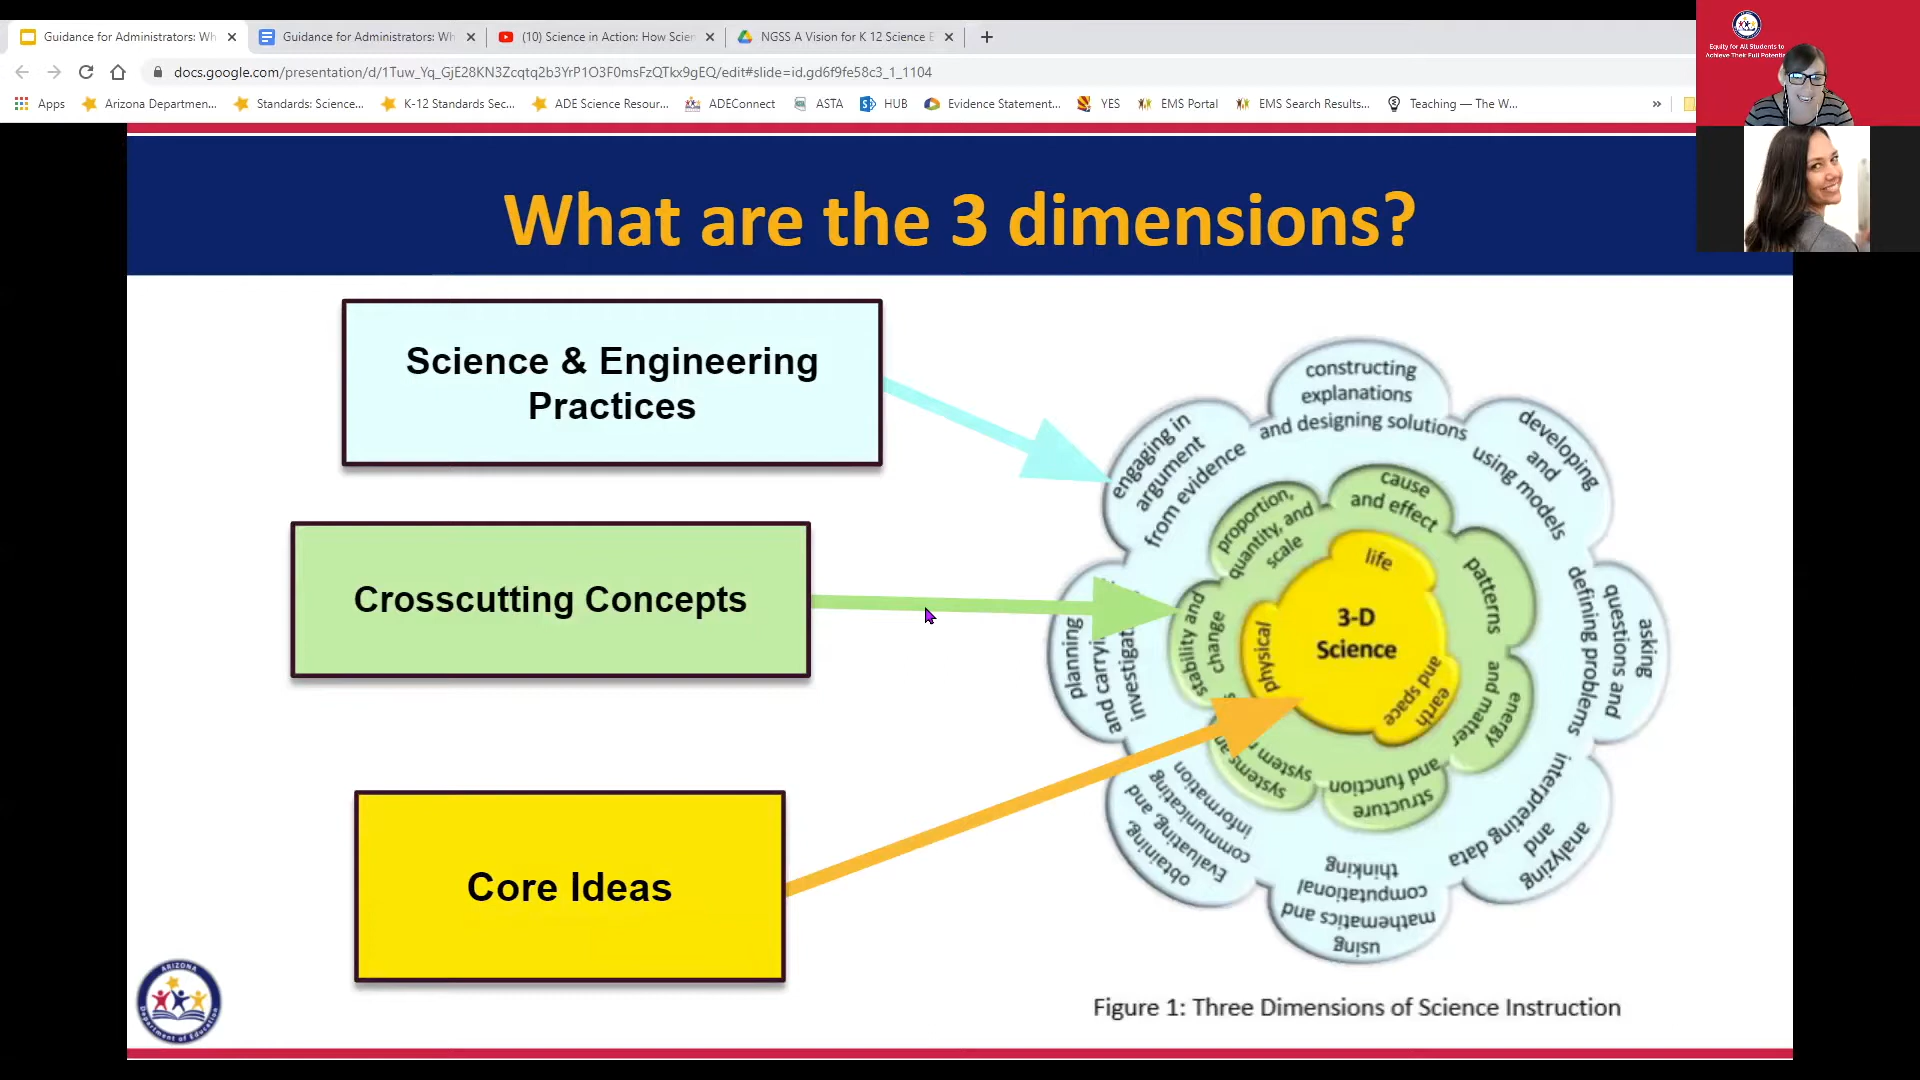 Guidance for Administrators: Wh
Guidance for Administrators: Wh
(10) Science in Action: How Scien
NGSS A Vision for K 12 Science E
docs.google.com/presentation/d/1Tuw_Yq_GjE28KN3Zcqtq2b3YrP1O3F0msFzQTkx9gEQ/edit#slide=id.gd6f9fe58c3_1_1104
Apps
Arizona Departmen...
Standards: Science...
K-12 Standards Sec...
ADE Science Resour...
ADEConnect
ASTA
HUB
Evidence Statement...
YES
EMS Portal
EMS Search Results...
Teaching — The W...
»
Equity for All Students to
Achieve Their Full Potential
What are the 3 dimensions?
Science & Engineering
Practices
Crosscutting Concepts
Core Ideas
constructing
explanations
and designing solutions
developing
and
using models
asking
questions and
defining problems
analyzing
and
interpreting data
using
mathematics and
computational
thinking
obtaining,
Evaluating, and
communicating
information
planning
and carryi
investigat
engaging in
argument
from evidence
cause
and effect
patterns
energy
and matter
structure
and function
systems an
system
stability and
change
proportion,
quantity, and
scale
life
earth
and space
physical
3-D
Science
Figure 1: Three Dimensions of Science Instruction
ARIZONA
Department of Education